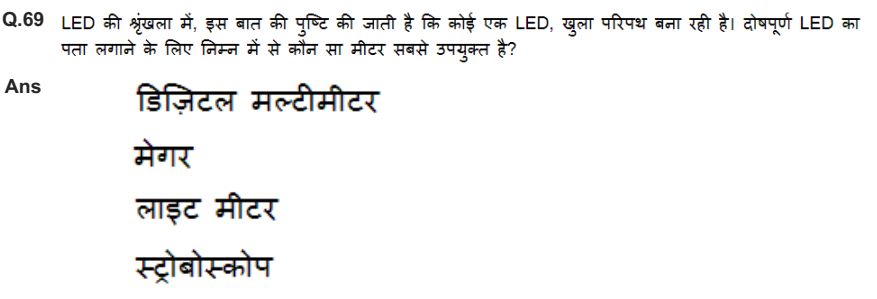 Q.69 LED की श्रृंखला में, इस बात की पुष्टि की जाती है कि कोई एक LED, खुला परिपथ बना रही है। दोषपूर्ण LED का
पता लगाने के लिए निम्न में से कौन सा मीटर सबसे उपयुक्त है?
Ans
डिज़िटल मल्टीमीटर
मेगर
लाइट मीटर
स्ट्रोबोस्कोप